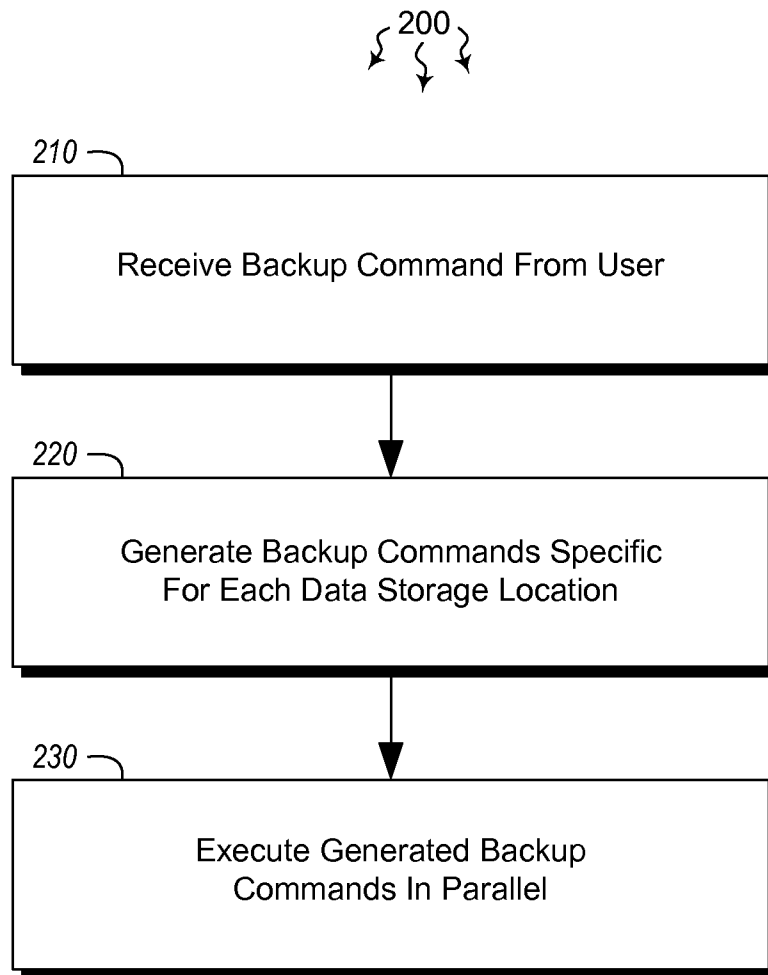 200
210
Receive Backup Command From User
220
Generate Backup Commands Specific
For Each Data Storage Location
230
Execute Generated Backup
Commands In Parallel